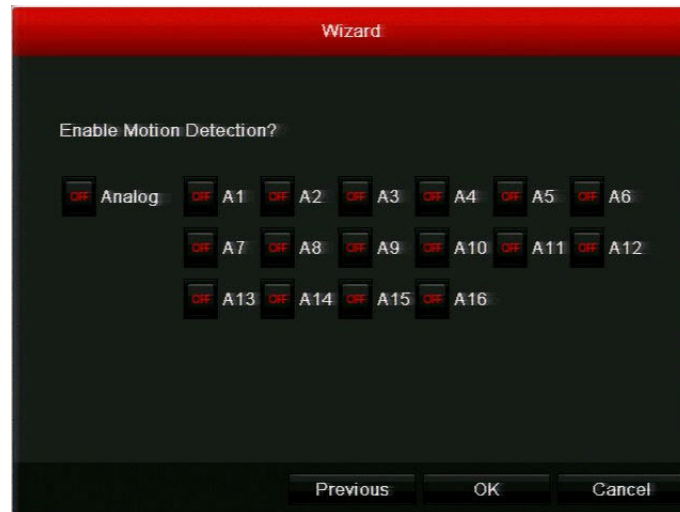 Wizard
Enable Motion Detection?
OFF Analog OFF A1 OFF A2 OFF A3 OFF A4 OFF A5 OFF A6
OFF A7 OFF A8 OFF A9 OFF A10 OFF A11 OFF A12
OFF A13 OFF A14 OFF A15 OFF A16
Previous OK Cancel